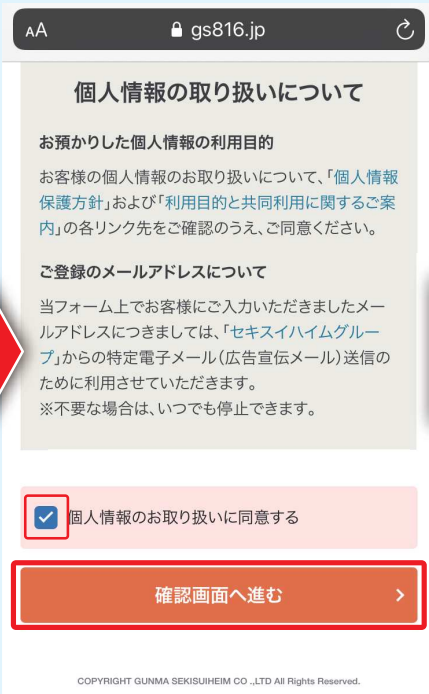 AA gs816.jp
個人情報の取り扱いについて
お預かりした個人情報の利用目的
お客様の個人情報のお取り扱いについて、「個人情報
保護方針」および「利用目的と共同利用に関するご案
内」の各リンク先をご確認のうえ、ご同意ください。
ご登録のメールアドレスについて
当フォーム上でお客様にご入力いただきましたメー
ルアドレスにつきましては、「セキスイハイムグルー
プ」からの特定電子メール(広告宣伝メール)送信の
ために利用させていただきます。
※不要な場合は、いつでも停止できます。
個人情報のお取り扱いに同意する
確認画面へ進む
COPYRIGHT GUNMA SEKISUIHEIM CO .,LTD All Rights Reserved.